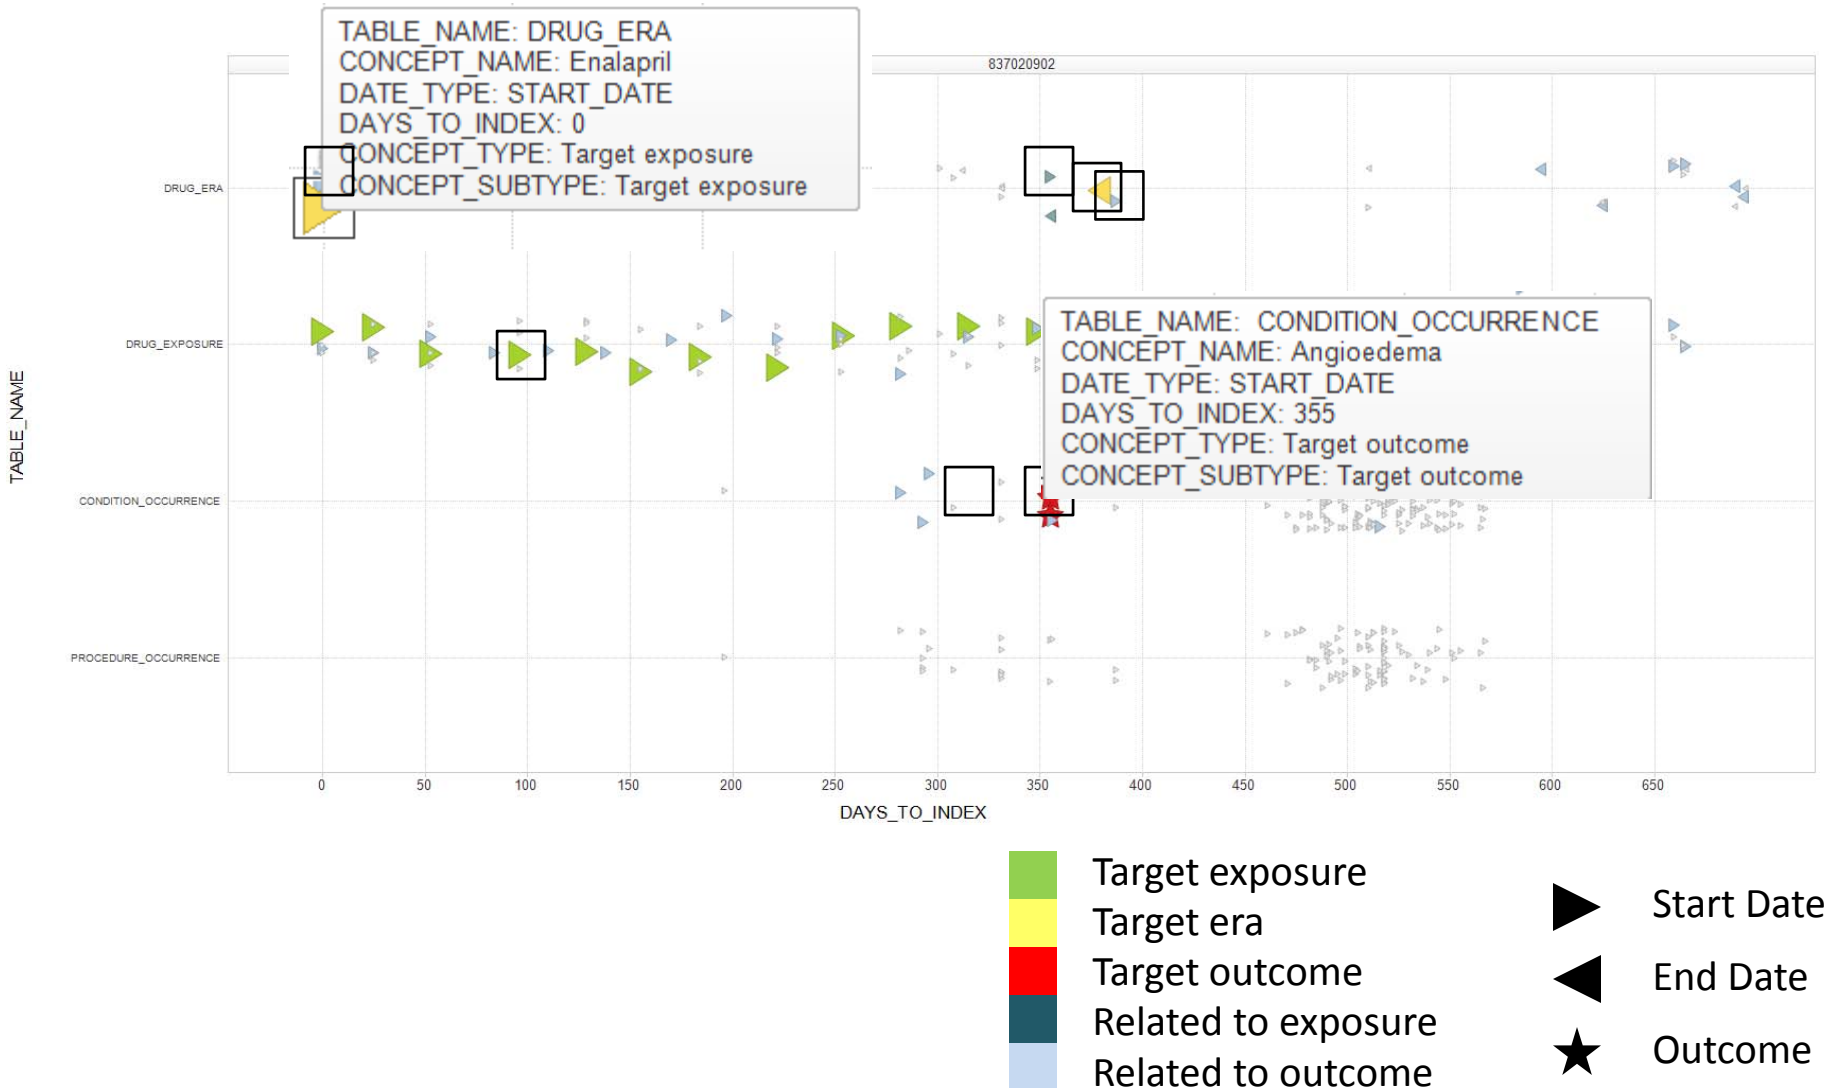 TABLE_NAME: DRUG_ERA
CONCEPT_NAME: Enalapril
DATE_TYPE: START_DATE
DAYS_TO_INDEX: 0
CONCEPT_TYPE: Target exposure
CONCEPT_SUBTYPE: Target exposure
837020902
TABLE_NAME
DRUG_ERA
DRUG_EXPOSURE
CONDITION_OCCURRENCE
PROCEDURE_OCCURRENCE
TABLE_NAME: CONDITION_OCCURRENCE
CONCEPT_NAME: Angioedema
DATE_TYPE: START_DATE
DAYS_TO_INDEX: 355
CONCEPT_TYPE: Target outcome
CONCEPT_SUBTYPE: Target outcome
0 50 100 150 200 250 300 350 400 450 500 550 600 650
DAYS_TO_INDEX
Target exposure
Target era
Target outcome
Related to exposure
Related to outcome
Start Date
End Date
Outcome